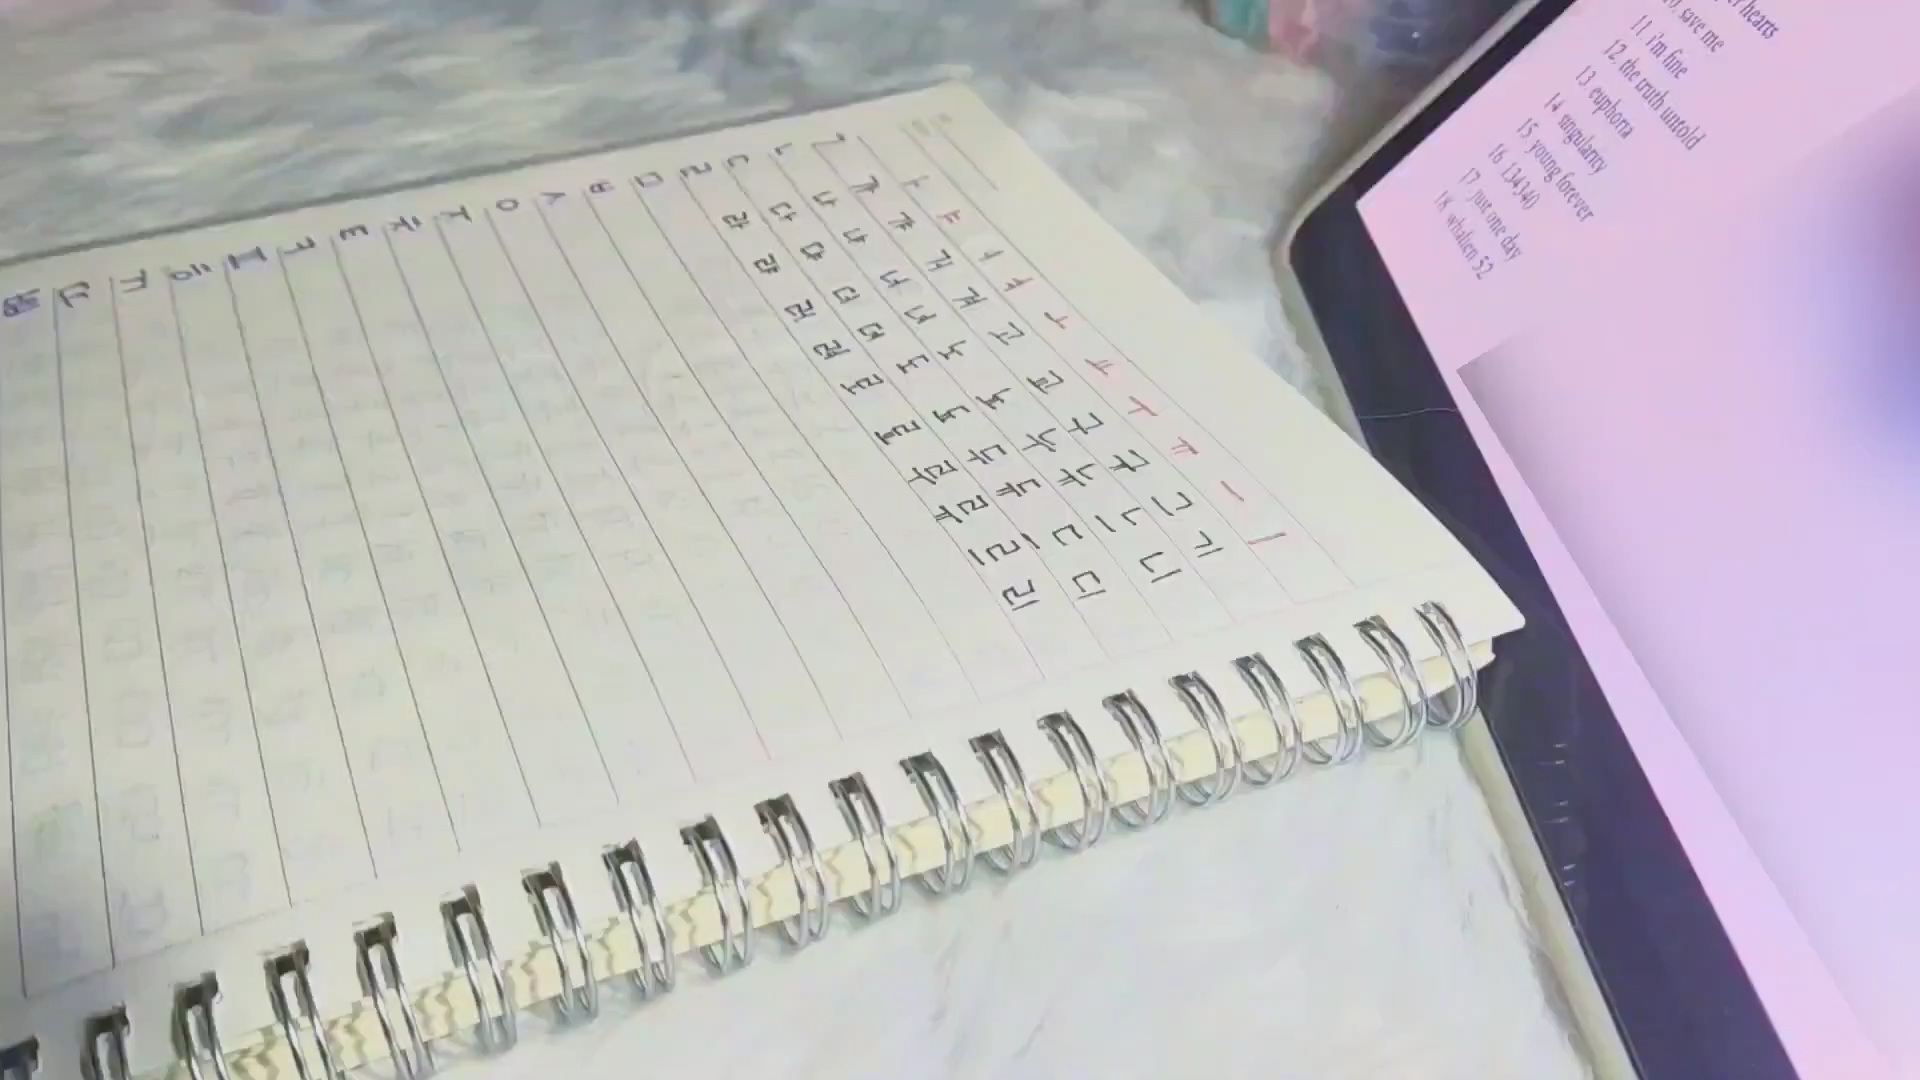 ㅏ ㅑ ㅓ ㅕ ㅗ ㅛ ㅜ ㅠ ㅡ ㅣ
ㄱ 가 갸 거 겨 고 교 구 규 그 기
ㄴ 나 냐 너 녀 노 뇨 누 뉴 느 니
ㄷ 다 댜 더 뎌 도 됴 두 듀 드 디
ㄹ 라 랴 러 려 로 료 루 류 르 리
ㅁ
ㅂ
ㅅ
ㅇ
ㅈ
ㅊ
ㅋ
ㅌ
ㅍ
ㅎ
ㄲ
ㄸ
ㅃ
hearts
save me
11. i'm fine
12. the truth untold
13. euphoria
14. singularity
15. young forever
16. 134340
17. just one day
18. whalien 52